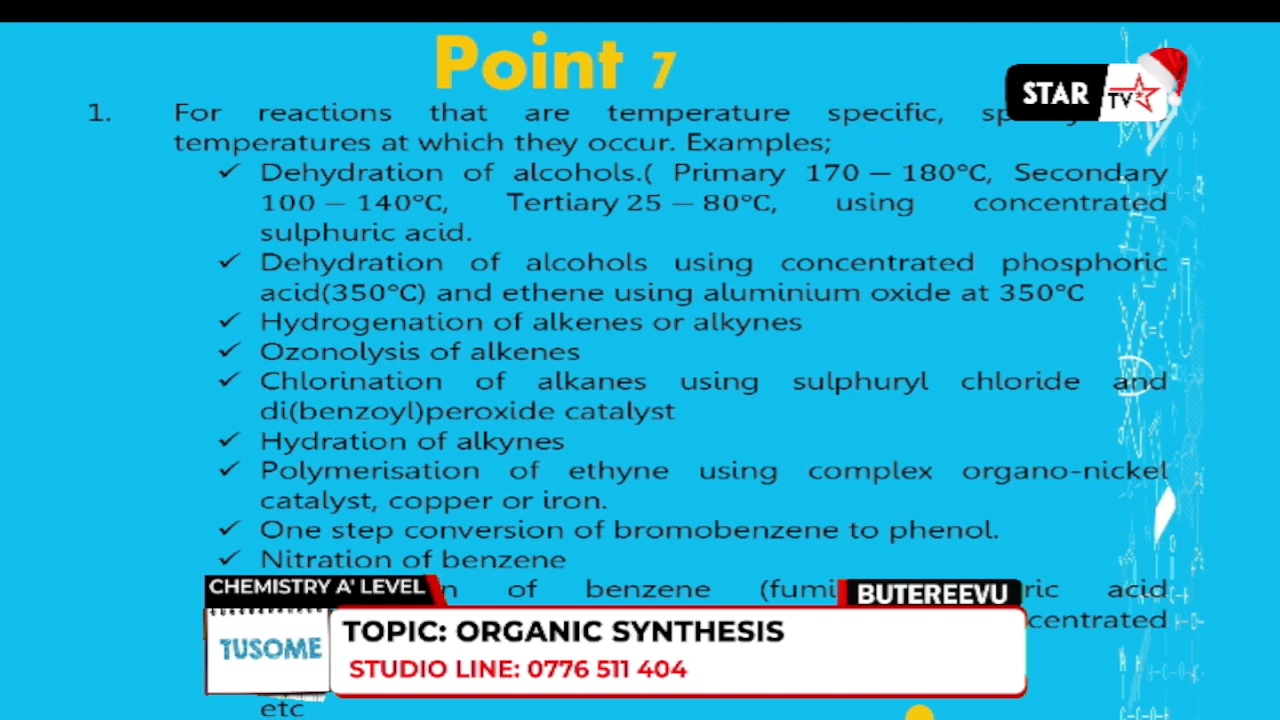 Point 7
STAR TV
1. For reactions that are temperature specific,
temperatures at which they occur. Examples;
✓ Dehydration of alcohols.( Primary 170 – 180°C, Secondary
100 – 140°C, Tertiary 25 – 80°C, using concentrated
sulphuric acid.
✓ Dehydration of alcohols using concentrated phosphoric
acid(350°C) and ethene using aluminium oxide at 350°C
✓ Hydrogenation of alkenes or alkynes
✓ Ozonolysis of alkenes
✓ Chlorination of alkanes using sulphuryl chloride and
di(benzoyl)peroxide catalyst
✓ Hydration of alkynes
✓ Polymerisation of ethyne using complex organo-nickel
catalyst, copper or iron.
✓ One step conversion of bromobenzene to phenol.
✓ Nitration of benzene
of benzene acid
CHEMISTRY A' LEVEL
BUTEREEVU
TUSOME
TOPIC: ORGANIC SYNTHESIS
STUDIO LINE: 0776 511 404
etc